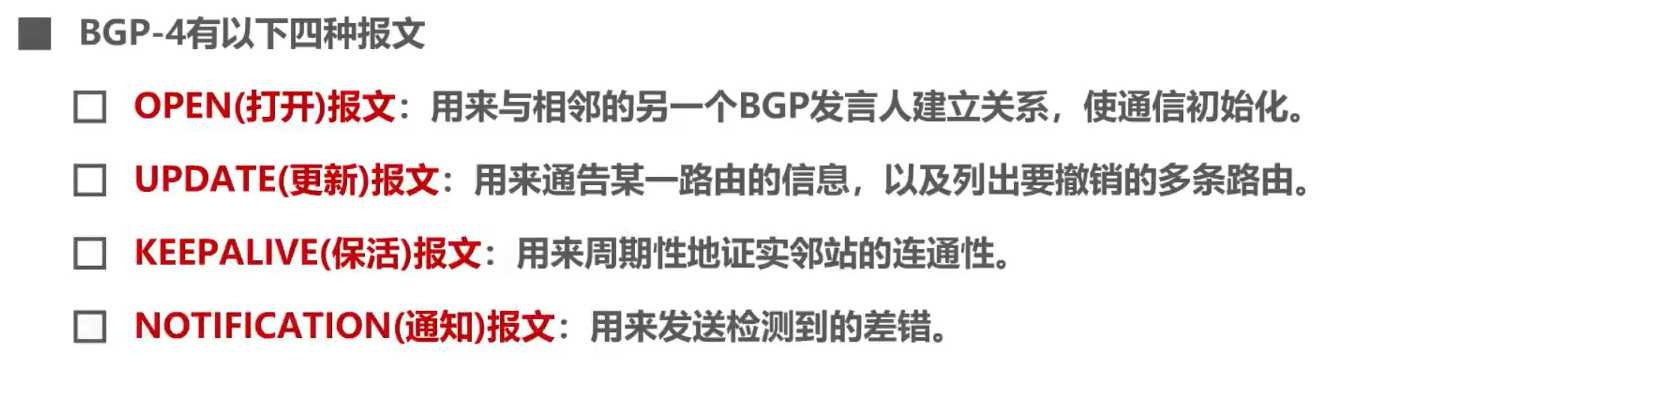 BGP-4有以下四种报文
OPEN(打开)报文：用来与相邻的另一个BGP发言人建立关系，使通信初始化。
UPDATE(更新)报文：用来通告某一路由的信息，以及列出要撤销的多条路由。
KEEPALIVE(保活)报文：用来周期性地证实邻站的连通性。
NOTIFICATION(通知)报文：用来发送检测到的差错。